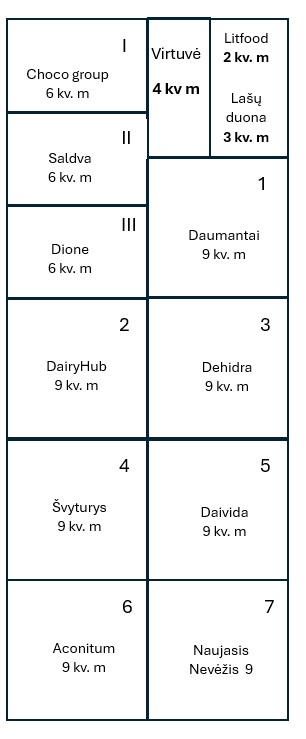 I
Choco group
6 kv. m
Virtuvė
4 kv m
Litfood
2 kv. m
Lašų
duona
3 kv. m
II
Saldva
6 kv. m
III
Dione
6 kv. m
1
Daumantai
9 kv. m
2
DairyHub
9 kv. m
3
Dehidra
9 kv. m
4
Švyturys
9 kv. m
5
Daivida
9 kv. m
6
Aconitum
9 kv. m
7
Naujasis
Nevėžis 9